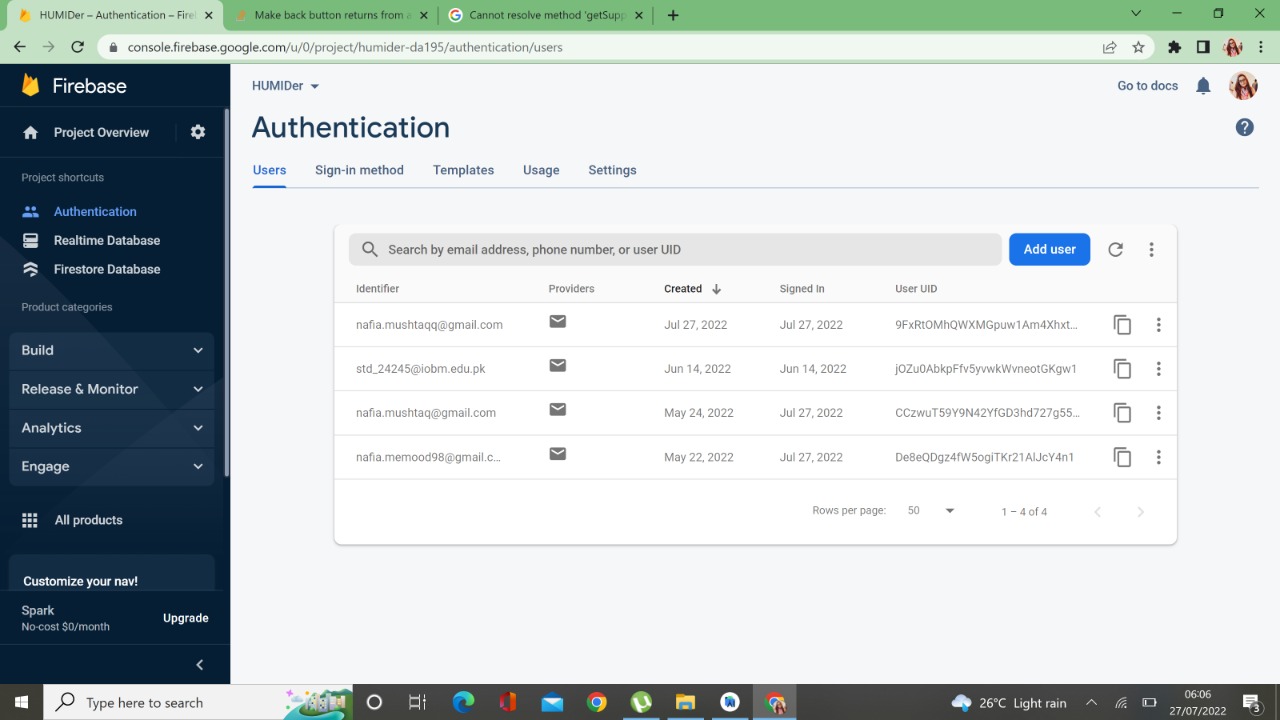 HUMIDer – Authentication – Fire
Make back button returns from a
Cannot resolve method 'getSupp
console.firebase.google.com/u/0/project/humider-da195/authentication/users
Firebase
HUMIDer
Go to docs
Project Overview
Authentication
Project shortcuts
Users Sign-in method Templates Usage Settings
Authentication
Realtime Database
Firestore Database
Product categories
Build
Release & Monitor
Analytics
Engage
All products
Customize your nav!
Spark
No-cost $0/month
Upgrade
Search by email address, phone number, or user UID
Add user
Identifier Providers Created Signed In User UID
nafia.mushtaqq@gmail.com Jul 27, 2022 Jul 27, 2022 9FxRtOMhQWXMGpuw1Am4Xhxt...
std_24245@iobm.edu.pk Jun 14, 2022 Jun 14, 2022 jOZu0AbkpFfv5yvwkWvneotGKgw1
nafia.mushtaq@gmail.com May 24, 2022 Jul 27, 2022 CCzwuT59Y9N42YfGD3hd727g55...
nafia.memood98@gmail.c... May 22, 2022 Jul 27, 2022 De8eQDgz4fW5ogiTKr21AlJcY4n1
Rows per page: 50 1 – 4 of 4
Type here to search
26°C Light rain
06:06
27/07/2022
3